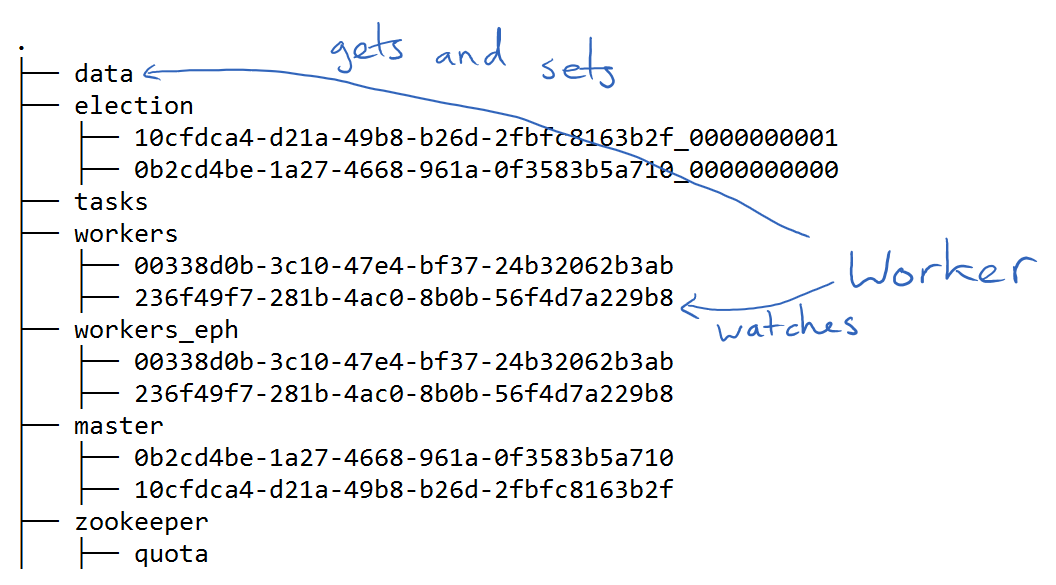 .
├── data
gets and sets
├── election
│   ├── 10cfdca4-d21a-49b8-b26d-2fbfc8163b2f_0000000001
│   ├── 0b2cd4be-1a27-4668-961a-0f3583b5a710_0000000000
├── tasks
├── workers
│   ├── 00338d0b-3c10-47e4-bf37-24b32062b3ab
│   ├── 236f49f7-281b-4ac0-8b0b-56f4d7a229b8
Worker
watches
├── workers_eph
│   ├── 00338d0b-3c10-47e4-bf37-24b32062b3ab
│   ├── 236f49f7-281b-4ac0-8b0b-56f4d7a229b8
├── master
│   ├── 0b2cd4be-1a27-4668-961a-0f3583b5a710
│   ├── 10cfdca4-d21a-49b8-b26d-2fbfc8163b2f
├── zookeeper
│   ├── quota